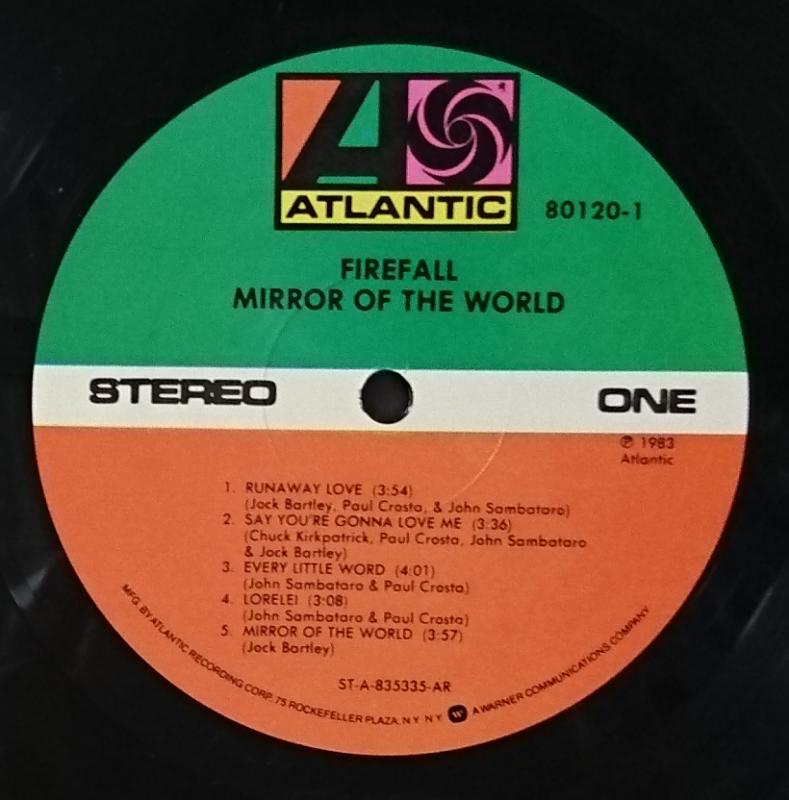 ATLANTIC
80120-1
FIREFALL
MIRROR OF THE WORLD
STEREO
ONE
℗ 1983
Atlantic
1. RUNAWAY LOVE (3:54)
(Jock Bartley, Paul Crosta, & John Sambataro)
2. SAY YOU'RE GONNA LOVE ME (3:36)
(Chuck Kirkpatrick, Paul Crosta, John Sambataro
& Jock Bartley)
3. EVERY LITTLE WORD (4:01)
(John Sambataro & Paul Crosta)
4. LORELEI (3:08)
(John Sambataro & Paul Crosta)
5. MIRROR OF THE WORLD (3:57)
(Jock Bartley)
ST-A-835335-AR
MFG. BY ATLANTIC RECORDING CORP. 75 ROCKEFELLER PLAZA, N.Y. N.Y. A WARNER COMMUNICATIONS COMPANY